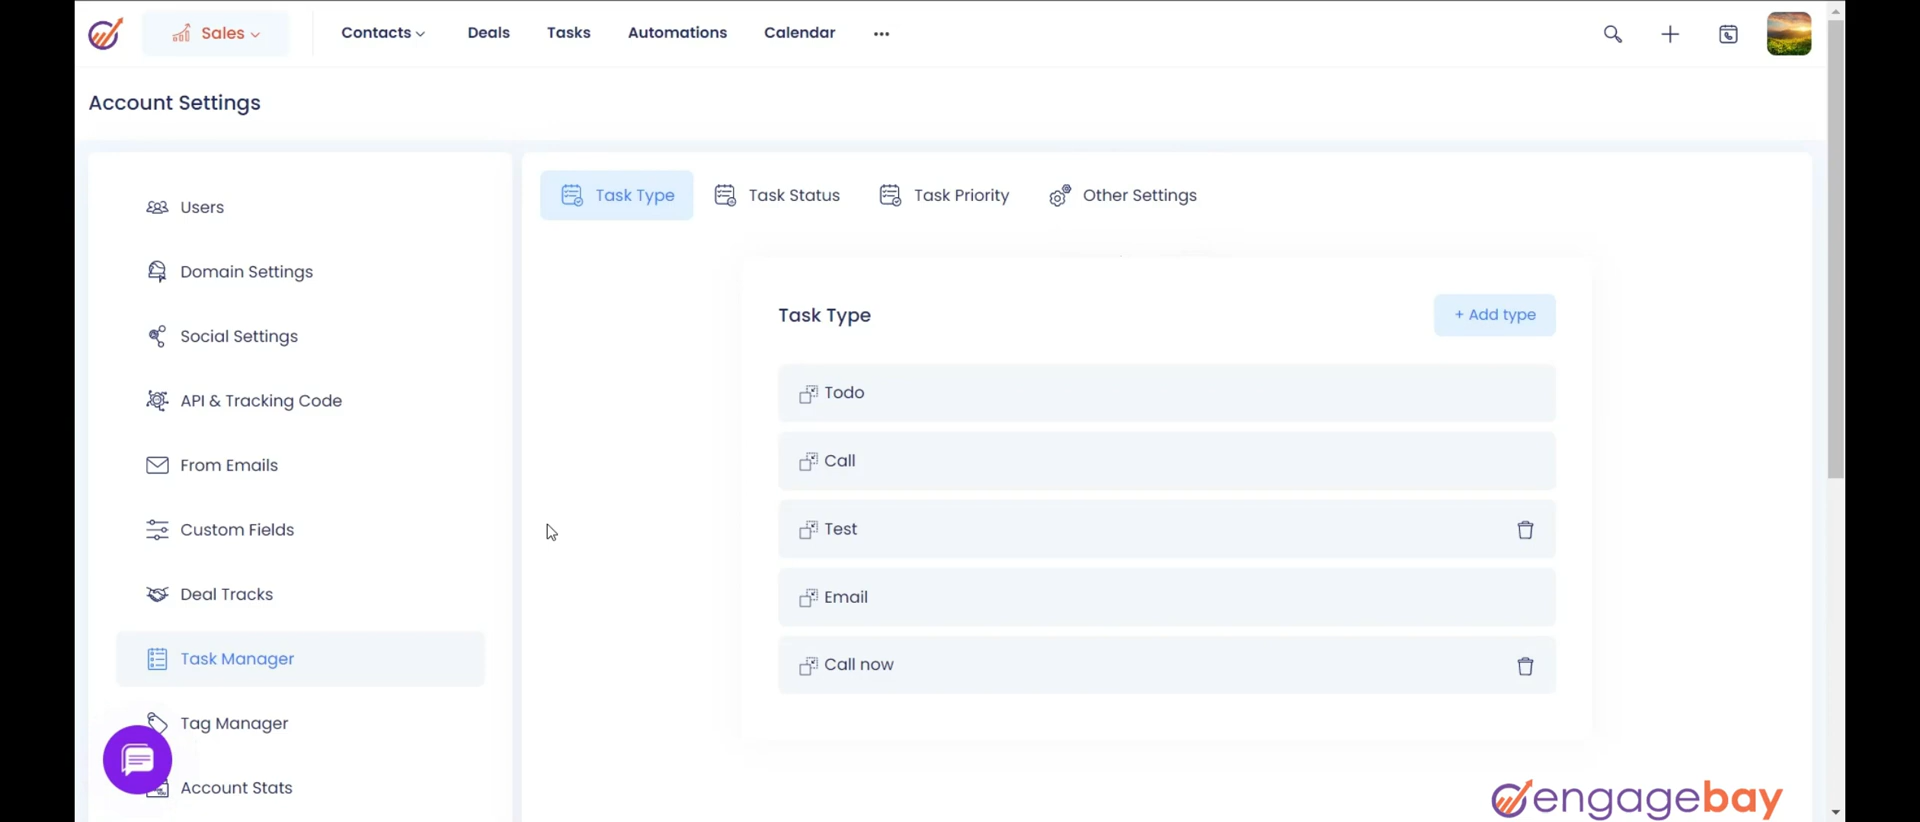 Sales
Contacts
Deals
Tasks
Automations
Calendar
Account Settings
Users
Domain Settings
Social Settings
API & Tracking Code
From Emails
Custom Fields
Deal Tracks
Task Manager
Tag Manager
Account Stats
Task Type
Task Status
Task Priority
Other Settings
Task Type
+ Add type
Todo
Call
Test
Email
Call now
engagebay